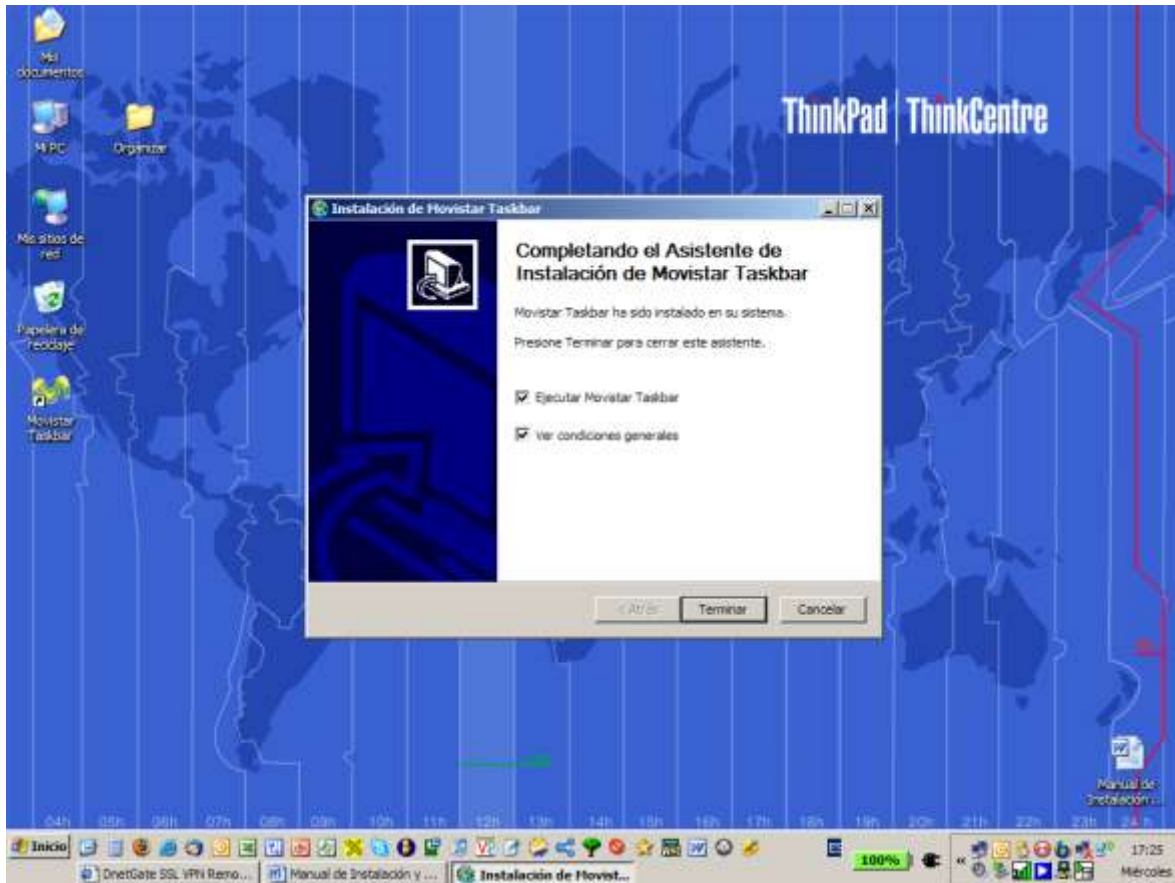 Mis
documentos
Mi PC
Organizar
ThinkPad ThinkCentre
Mis sitios de
red
Papelera de
reciclaje
Movistar
Taskbar
Instalación de Movistar Taskbar
Completando el Asistente de
Instalación de Movistar Taskbar
Movistar Taskbar ha sido instalado en su sistema.
Presione Terminar para cerrar este asistente.
Ejecutar Movistar Taskbar
Ver condiciones generales
< Atrás
Terminar
Cancelar
Manual de
Instalación ...
04h 05h 06h 07h 08h 09h 10h 11h 12h 13h 14h 15h 16h 17h 18h 19h 20h 21h 22h 23h 24h
Inicio
100%
17:25
DnetGate SSL VPN Remo...
Manual de Instalación y ...
Instalación de Movist...
Miércoles